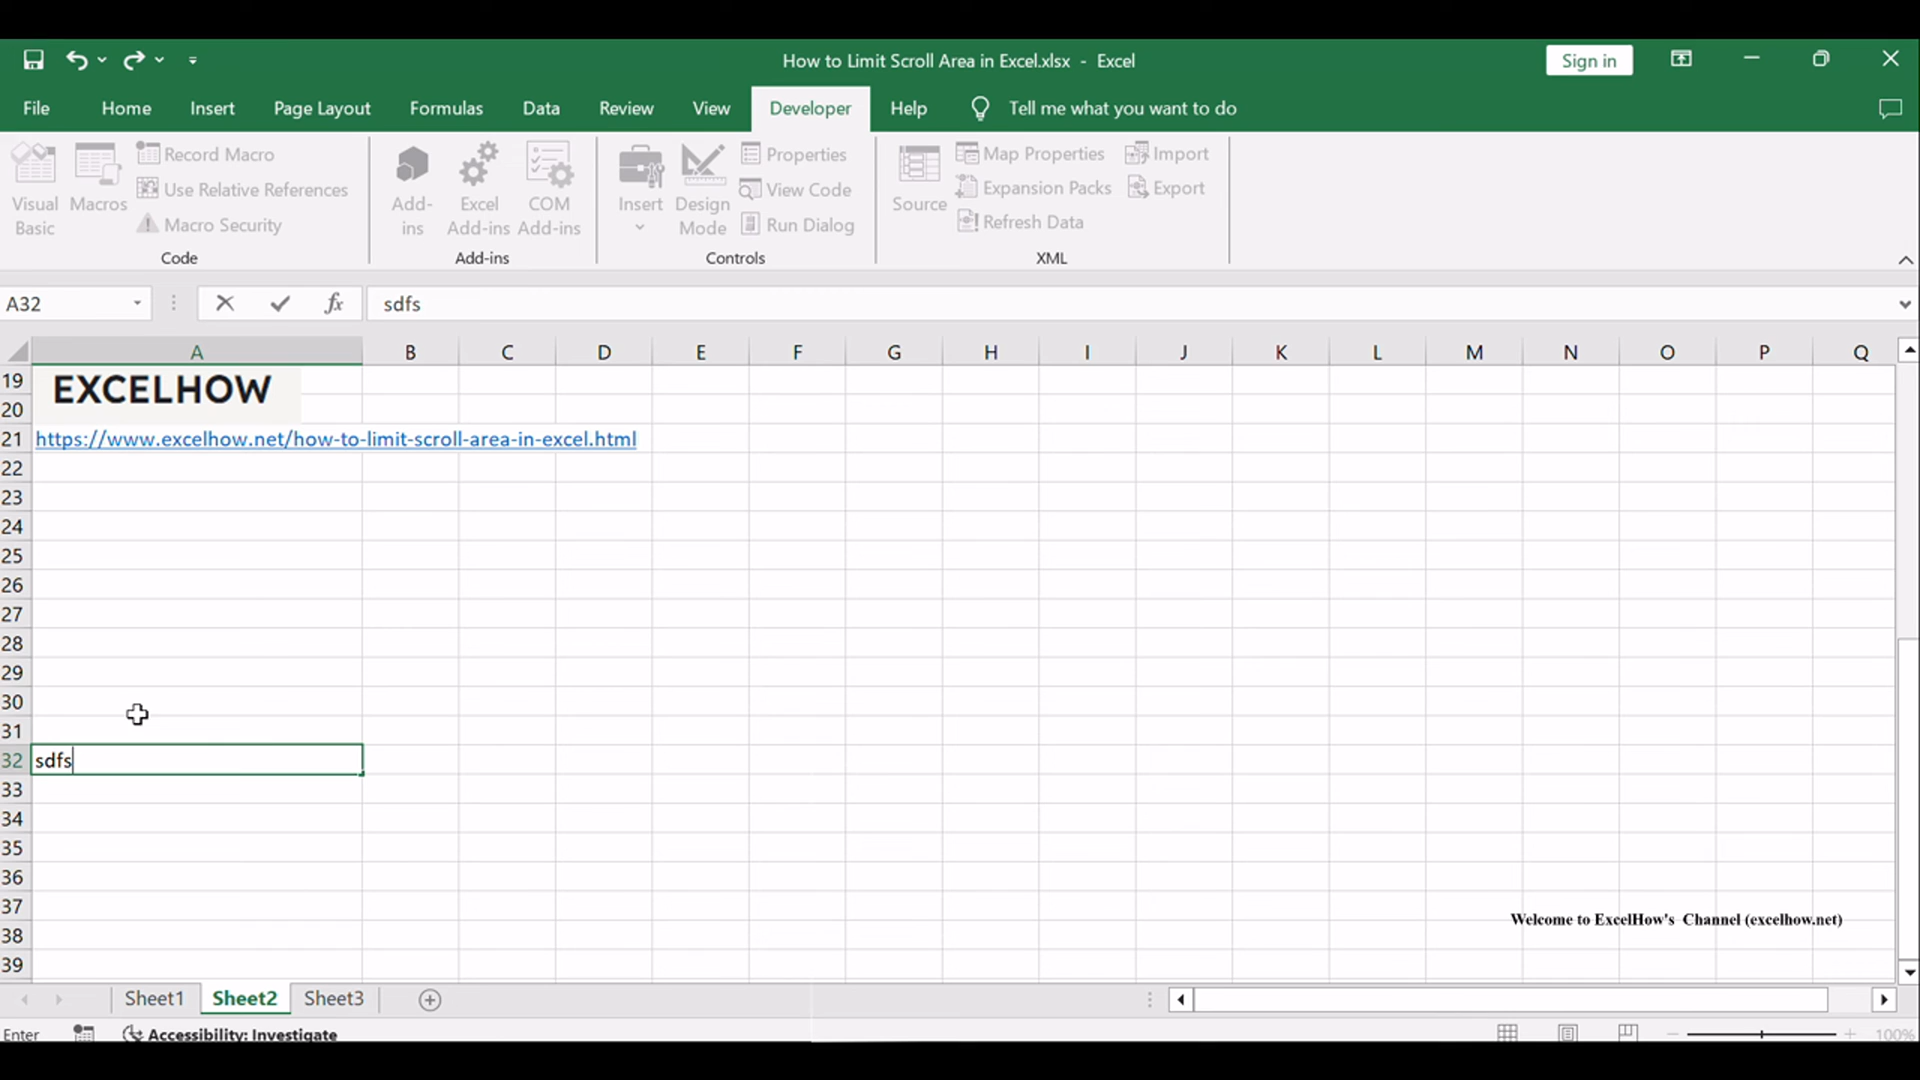 How to Limit Scroll Area in Excel.xlsx - Excel
Sign in
File Home Insert Page Layout Formulas Data Review View Developer Help Tell me what you want to do
Visual Basic
Macros
Record Macro
Use Relative References
Macro Security
Code
Add-ins
Excel Add-ins
COM Add-ins
Add-ins
Insert
Design Mode
Properties
View Code
Run Dialog
Controls
Source
Map Properties
Expansion Packs
Refresh Data
Import
Export
XML
A32 fx sdfs
A B C D E F G H I J K L M N O P Q
19
EXCELHOW
20
21 https://www.excelhow.net/how-to-limit-scroll-area-in-excel.html
22
23
24
25
26
27
28
29
30
31
32 sdfs
33
34
35
36
37
Welcome to ExcelHow's Channel (excelhow.net)
38
39
Sheet1 Sheet2 Sheet3
Enter Accessibility: Investigate 100%